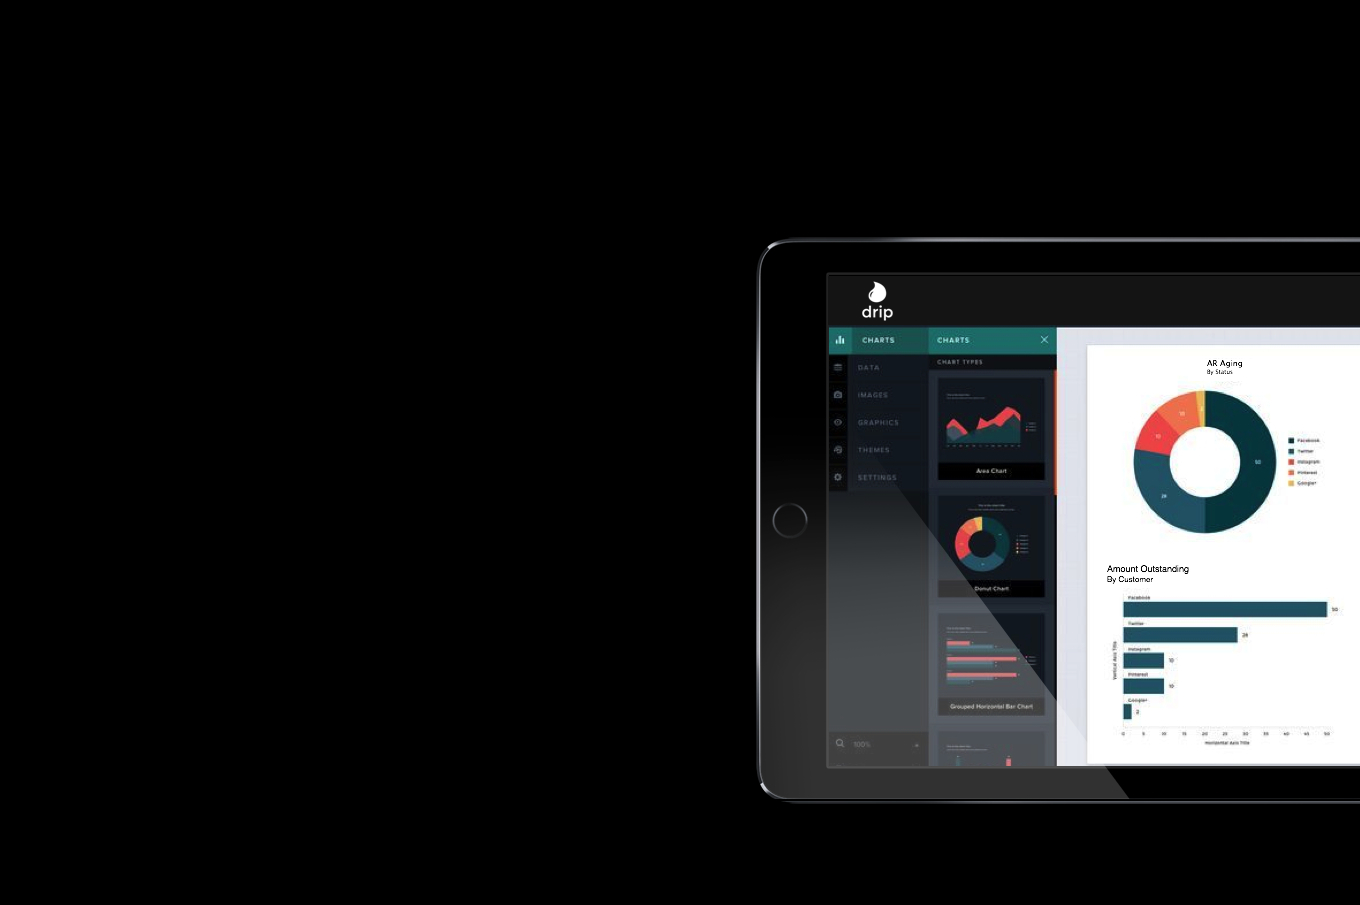 drip
CHARTS
DATA
IMAGES
GRAPHICS
THEMES
SETTINGS
100%
CHARTS
CHART TYPES
Area Chart
Donut Chart
Grouped Horizontal Bar Chart
AR Aging
By Status
50
28
10
10
Facebook
Twitter
Instagram
Pinterest
Google+
Amount Outstanding
By Customer
Vertical Axis Title
Facebook
50
Twitter
28
Instagram
10
Pinterest
10
Google+
2
0 5 10 15 20 25 30 35 40 45 50
Horizontal Axis Title